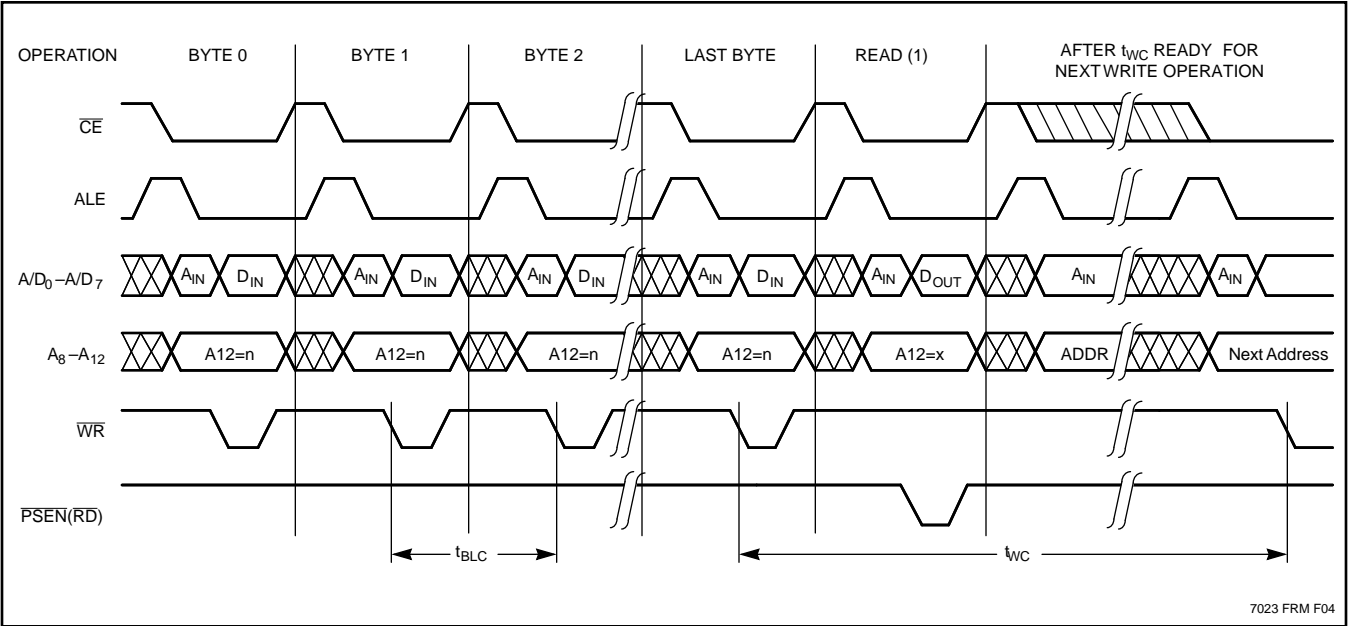 OPERATION BYTE 0 BYTE 1 BYTE 2 LAST BYTE READ (1) AFTER tWC READY FOR
NEXT WRITE OPERATION
CE
ALE
A/D0–A/D7 AIN DIN AIN DIN AIN DIN AIN DIN AIN DOUT AIN AIN
A8–A12 A12=n A12=n A12=n A12=n A12=x ADDR Next Address
WR
PSEN(RD)
tBLC tWC
7023 FRM F04